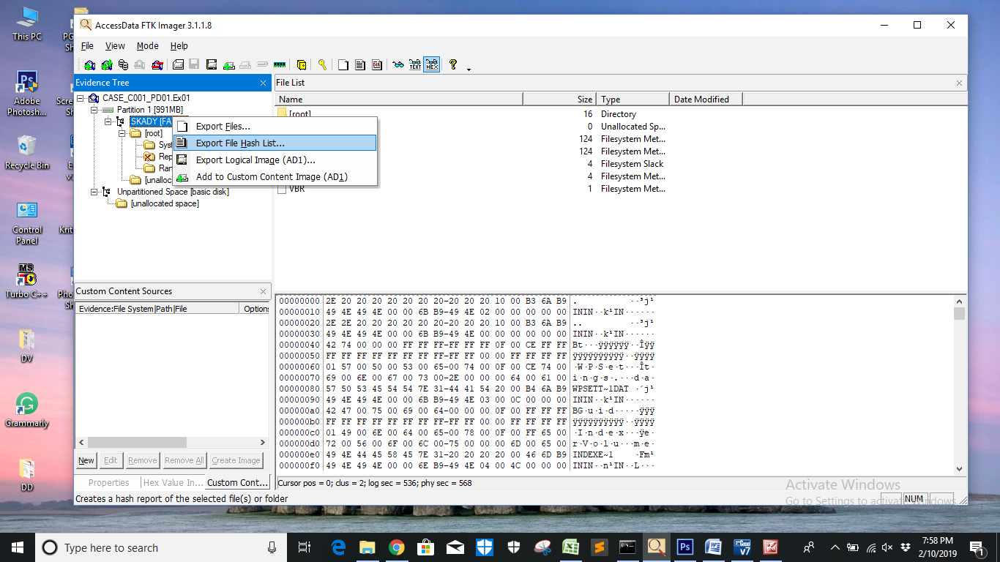 This PC
PG
Sh
Adobe
Photosh...
Scre
Sh
Recycle Bin
E
v
Control
Panel
Krit
Turbo C++
Pho
Sh
DV
Grammarly
DD
AccessData FTK Imager 3.1.1.8
File View Mode Help
TEXT HEX
Evidence Tree
CASE_C001_PD01.Ex01
Partition 1 [991MB]
SKADY [FA
[root]
Syst
Rep
Ran
[unalloc
Unpartitioned Space [basic disk]
[unallocated space]
Export Files...
Export File Hash List...
Export Logical Image (AD1)...
Add to Custom Content Image (AD1)
File List
Name Size Type Date Modified
[root] 16 Directory
0 Unallocated Sp...
124 Filesystem Met...
124 Filesystem Met...
4 Filesystem Slack
4 Filesystem Met...
VBR 1 Filesystem Met...
Custom Content Sources
Evidence:File System|Path|File Options
New Edit Remove Remove All Create Image
Properties Hex Value In... Custom Cont...
00000000 2E 20 20 20 20 20 20 20-20 20 20 10 00 B3 6A B9 . ··³j¹
00000010 49 4E 49 4E 00 00 6B B9-49 4E 02 00 00 00 00 00 ININ··k¹IN······
00000020 2E 2E 20 20 20 20 20 20-20 20 20 10 00 B3 6A B9 .. ··³j¹
00000030 49 4E 49 4E 00 00 6B B9-49 4E 00 00 00 00 00 00 ININ··k¹IN······
00000040 42 74 00 00 00 FF FF FF-FF FF FF 0F 00 CE FF FF Bt···ÿÿÿÿÿÿ··Îÿÿ
00000050 FF FF FF FF FF FF FF FF-FF FF 00 00 FF FF FF FF ÿÿÿÿÿÿÿÿÿÿ··ÿÿÿÿ
00000060 01 57 00 50 00 53 00 65-00 74 00 0F 00 CE 74 00 ·W·P·S·e·t···Ît·
00000070 69 00 6E 00 67 00 73 00-2E 00 00 00 64 00 61 00 i·n·g·s·.···d·a·
00000080 57 50 53 45 54 54 7E 31-44 41 54 20 00 B4 6A B9 WPSETT~1DAT ·´j¹
00000090 49 4E 49 4E 00 00 6B B9-49 4E 03 00 0C 00 00 00 ININ··k¹IN······
000000a0 42 47 00 75 00 69 00 64-00 00 00 0F 00 FF FF FF BG·u·i·d·····ÿÿÿ
000000b0 FF FF FF FF FF FF FF FF-FF FF 00 00 FF FF FF FF ÿÿÿÿÿÿÿÿÿÿ··ÿÿÿÿ
000000c0 01 49 00 6E 00 64 00 65-00 78 00 0F 00 FF 65 00 ·I·n·d·e·x···ÿe·
000000d0 72 00 56 00 6F 00 6C 00-75 00 00 00 6D 00 65 00 r·V·o·l·u···m·e·
000000e0 49 4E 44 45 58 45 7E 31-20 20 20 20 00 46 6D B9 INDEXE~1 ·Fm¹
000000f0 49 4E 49 4E 00 00 6E B9-49 4E 04 00 4C 00 00 00 ININ··n¹IN··L···
Cursor pos = 0; clus = 2; log sec = 536; phy sec = 568
Activate Windows
Go to Settings to activate Windows.
Creates a hash report of the selected file(s) or folder
NUM
Type here to search
7:58 PM
2/10/2019